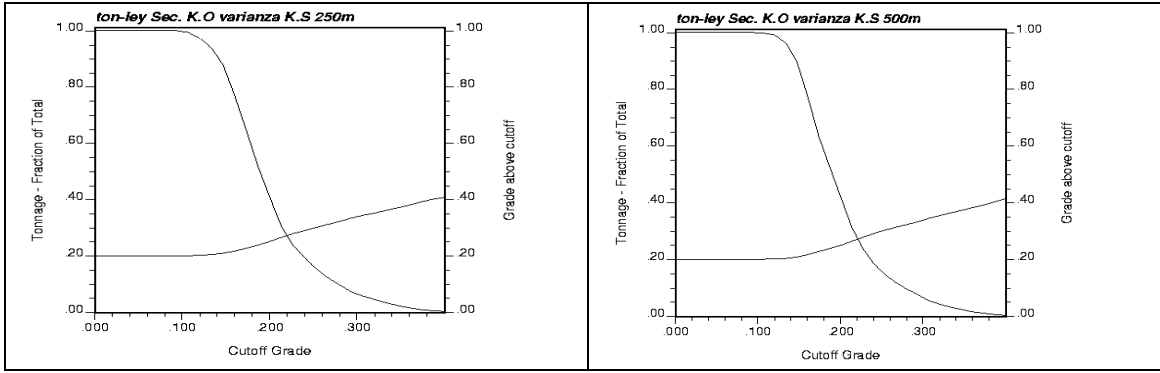 ton-ley Sec. K.O varianza K.S 250m
Tonnage - Fraction of Total
1.00
.80
.60
.40
.20
.00
1.00
.80
.60
.40
.20
.00
Grade above cutoff
.000 .100 .200 .300
Cutoff Grade
ton-ley Sec. K.O varianza K.S 500m
Tonnage - Fraction of Total
1.00
.80
.60
.40
.20
.00
1.00
.80
.60
.40
.20
.00
Grade above cutoff
.000 .100 .200 .300
Cutoff Grade